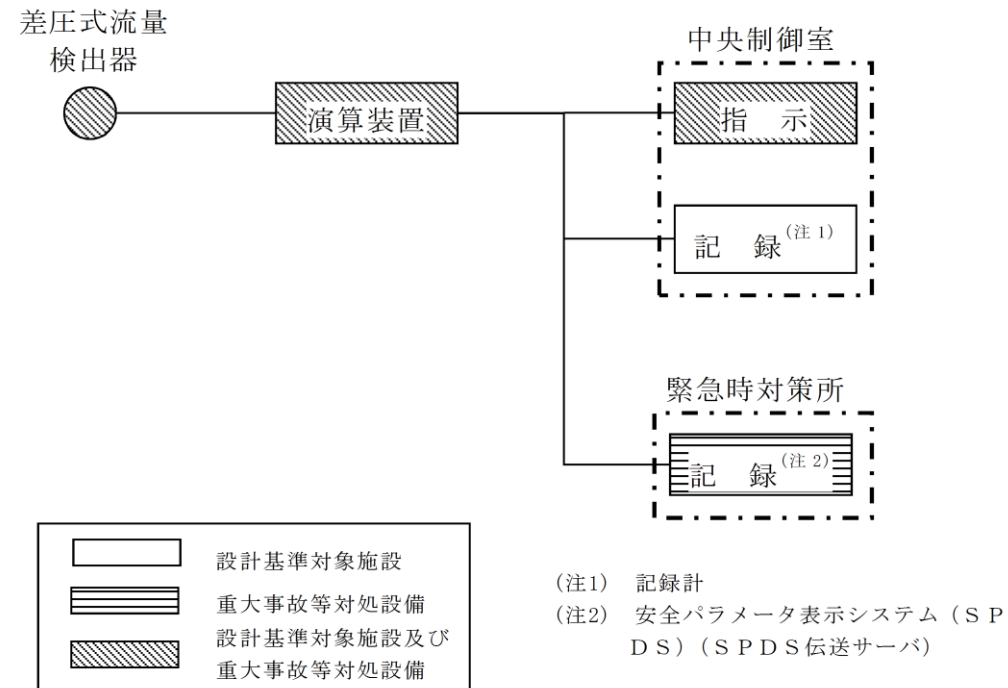 差圧式流量
検出器
演算装置
中央制御室
指　示
記　録(注1)
緊急時対策所
記　録(注2)
設計基準対象施設
重大事故等対処設備
設計基準対象施設及び
重大事故等対処設備
(注1)　記録計
(注2)　安全パラメータ表示システム（ＳＰ
ＤＳ）（ＳＰＤＳ伝送サーバ）